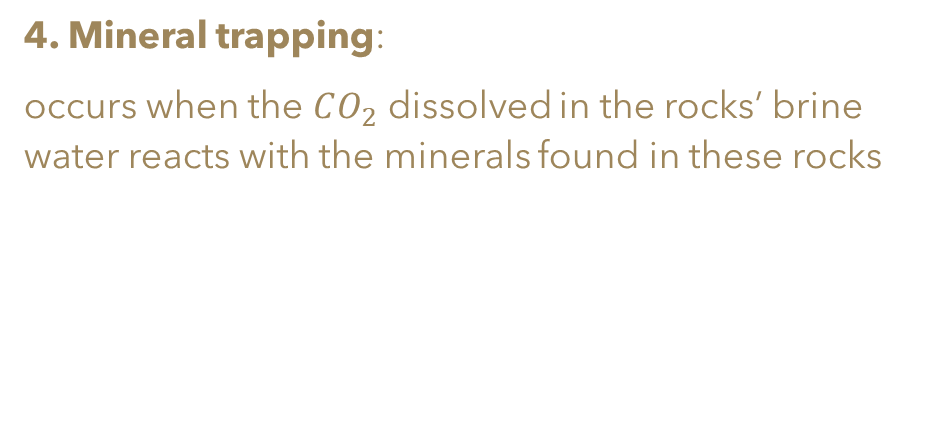 4. Mineral trapping:
occurs when the CO₂ dissolved in the rocks’ brine
water reacts with the minerals found in these rocks